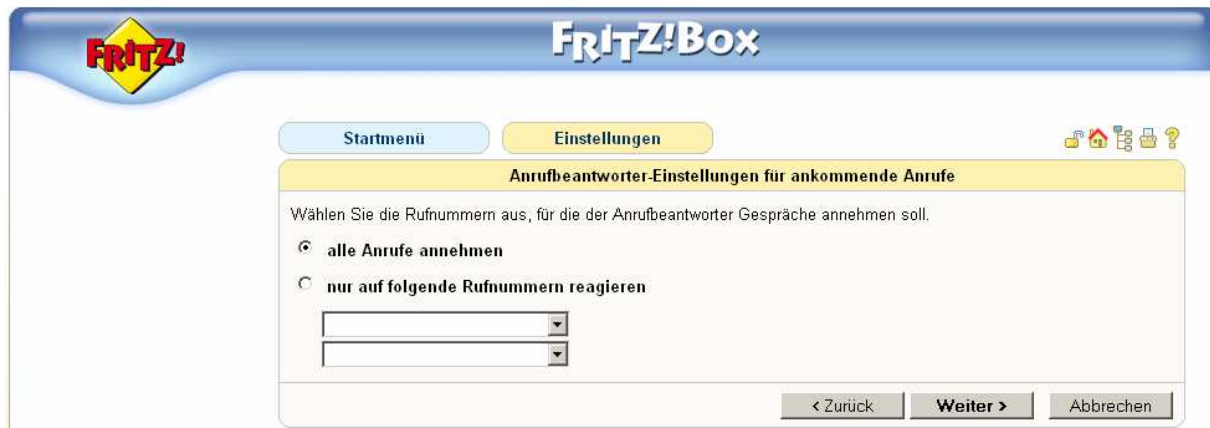 FRITZ!
FRITZ!Box
Startmenü
Einstellungen
?
Anrufbeantworter-Einstellungen für ankommende Anrufe
Wählen Sie die Rufnummern aus, für die der Anrufbeantworter Gespräche annehmen soll.
alle Anrufe annehmen
nur auf folgende Rufnummern reagieren
< Zurück
Weiter >
Abbrechen